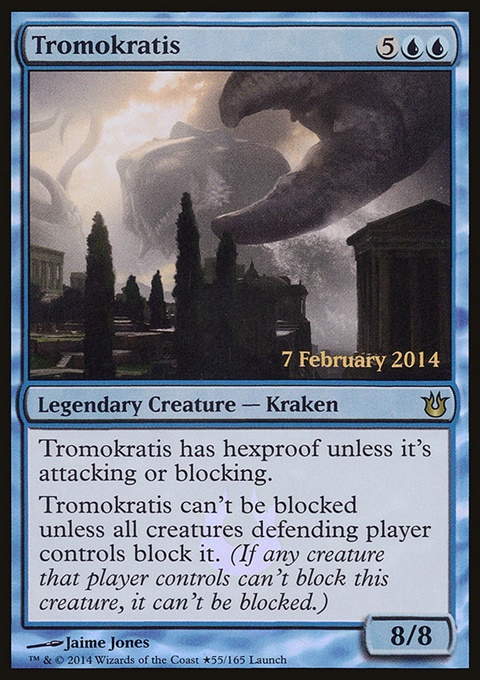 Tromokratis 5
7 February 2014
Legendary Creature — Kraken
Tromokratis has hexproof unless it's
attacking or blocking.
Tromokratis can't be blocked
unless all creatures defending player
controls block it. (If any creature
that player controls can't block this
creature, it can't be blocked.)
8/8
Jaime Jones
™ & © 2014 Wizards of the Coast ★55/165 Launch